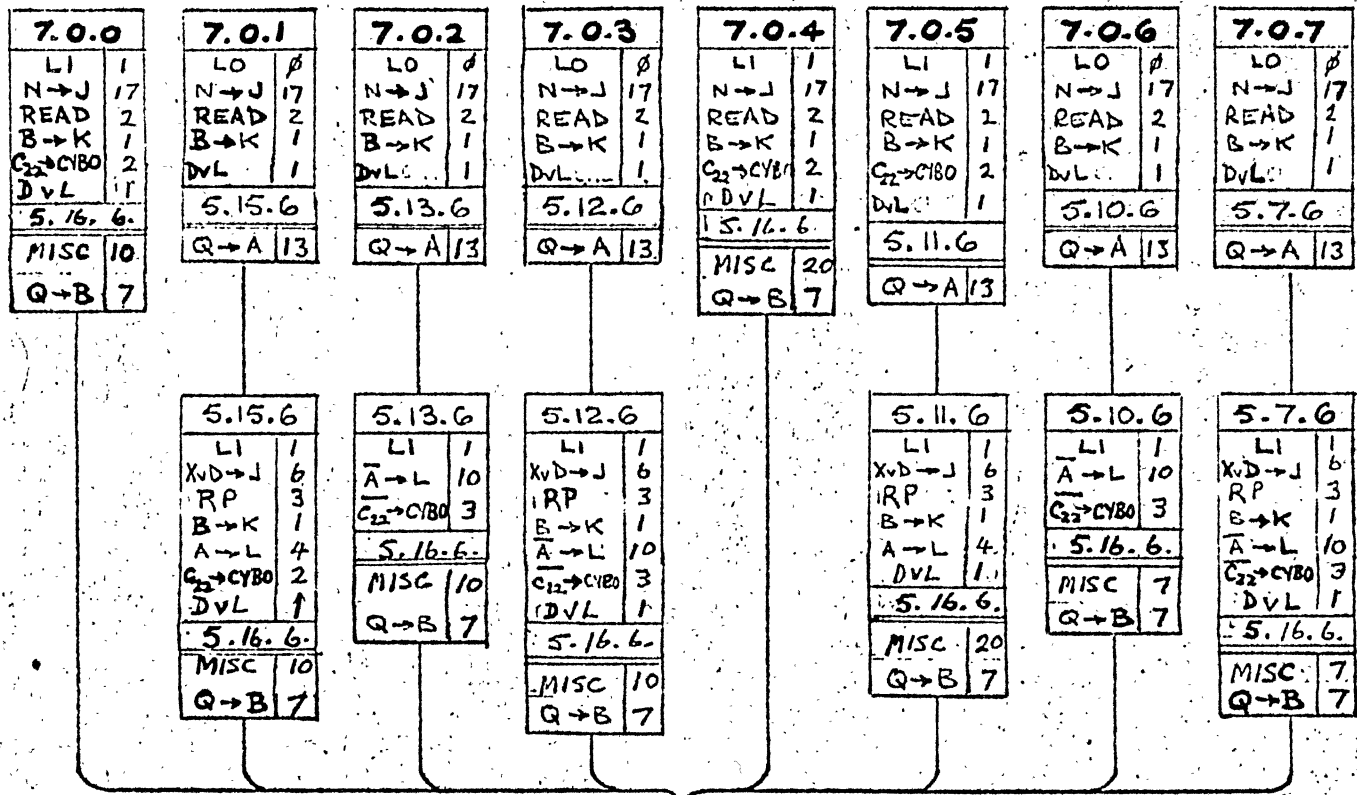 7.0.0
LI 1
N→J 17
READ 2
B→K 1
C22→CYBO 2
DvL 1
5.16.6.
MISC 10
Q→B 7
7.0.1
LO ø
N→J 17
READ 2
B→K 1
DvL 1
5.15.6
Q→A 13
7.0.2
LO ø
N→J 17
READ 2
B→K 1
DvL 1
5.13.6
Q→A 13
7.0.3
LO ø
N→J 17
READ 2
B→K 1
DvL 1
5.12.6
Q→A 13
7.0.4
LI 1
N→J 17
READ 2
B→K 1
C22→CYBO 2
DVL 1
5.16.6.
MISC 20
Q→B 7
7.0.5
LI 1
N→J 17
READ 2
B→K 1
C22→CYBO 2
DvL 1
5.11.6
Q→A 13
7.0.6
LO ø
N→J 17
READ 2
B→K 1
DvL 1
5.10.6
Q→A 13
7.0.7
LO ø
N→J 17
READ 2
B→K 1
DvL 1
5.7.6
Q→A 13
5.15.6
LI 1
XvD→J 6
RP 3
B→K 1
A→L 4
C22→CYBO 2
DvL 1
5.16.6.
MISC 10
Q→B 7
5.13.6
LI 1
A̅→L 10
C̅22→CYBO 3
5.16.6.
MISC 10
Q→B 7
5.12.6
LI 1
XvD→J 6
RP 3
B→K 1
A̅→L 10
C̅22→CYBO 3
DVL 1
5.16.6.
MISC 10
Q→B 7
5.11.6
LI 1
XvD→J 6
RP 3
B→K 1
A→L 4
DVL 1
5.16.6.
MISC 20
Q→B 7
5.10.6
LI 1
A̅→L 10
C̅22→CYBO 3
5.16.6.
MISC 7
Q→B 7
5.7.6
LI 1
XvD→J 6
RP 3
B→K 1
A̅→L 10
C̅22→CYBO 3
DVL 1
5.16.6.
MISC 7
Q→B 7